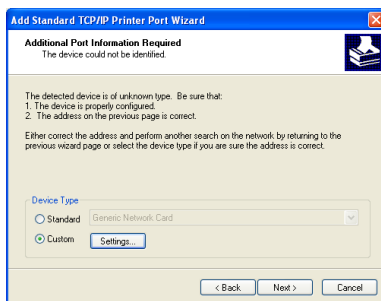 Add Standard TCP/IP Printer Port Wizard
Additional Port Information Required
The device could not be identified.
The detected device is of unknown type. Be sure that:
1. The device is properly configured.
2. The address on the previous page is correct.
Either correct the address and perform another search on the network by returning to the
previous wizard page or select the device type if you are sure the address is correct.
Device Type
Standard Generic Network Card
Custom Settings...
< Back Next > Cancel